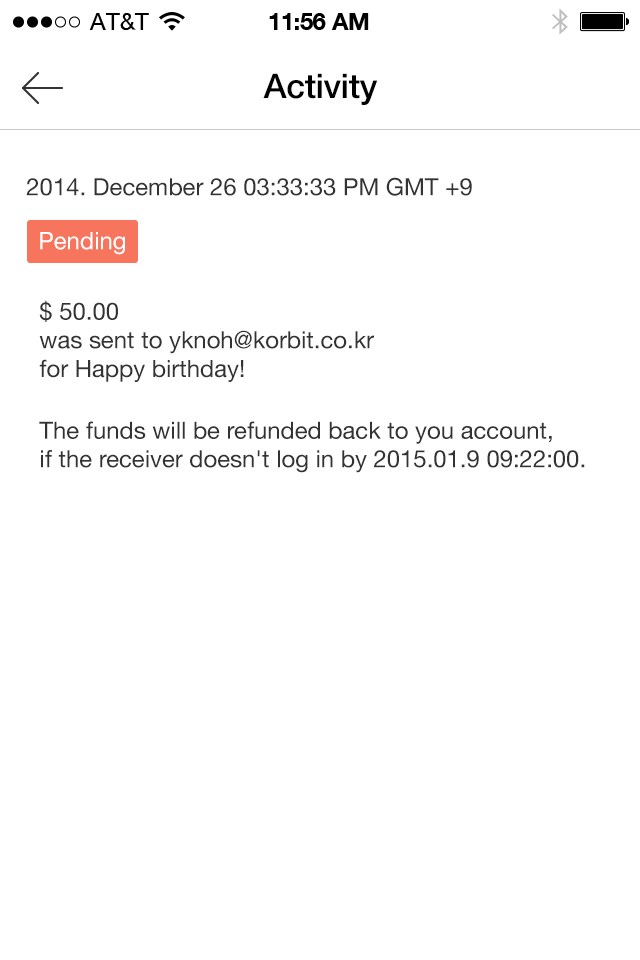 AT&T 11:56 AM
Activity
2014. December 26 03:33:33 PM GMT +9
Pending
$ 50.00
was sent to yknoh@korbit.co.kr
for Happy birthday!
The funds will be refunded back to you account,
if the receiver doesn't log in by 2015.01.9 09:22:00.